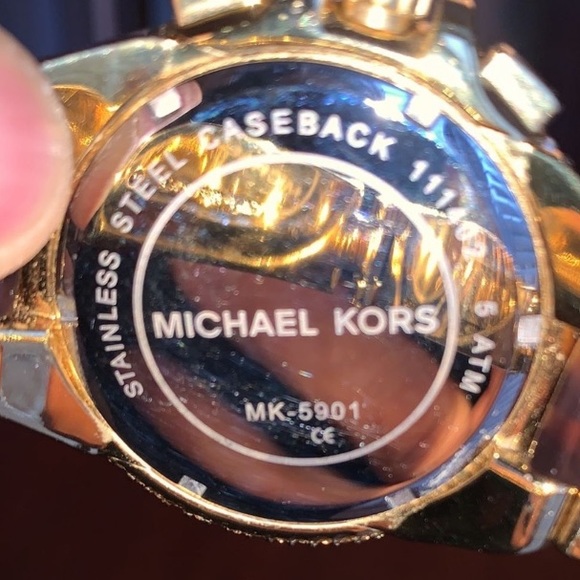 STAINLESS STEEL CASEBACK 5 ATM
MICHAEL KORS
MK-5901
CE